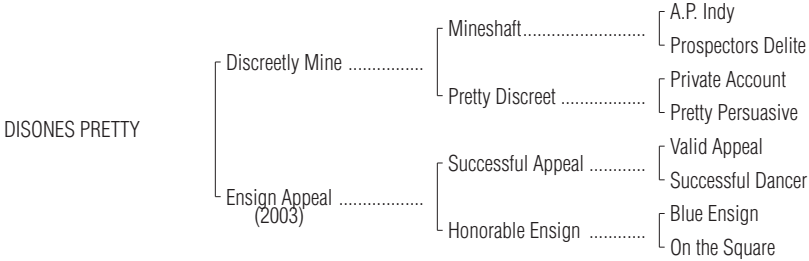 A.P. Indy
Mineshaft..........................
Prospectors Delite
Discreetly Mine ................
Private Account
Pretty Discreet ..................
Pretty Persuasive
DISONES PRETTY
Valid Appeal
Successful Appeal ............
Successful Dancer
Ensign Appeal ..................
(2003)
Blue Ensign
Honorable Ensign ............
On the Square